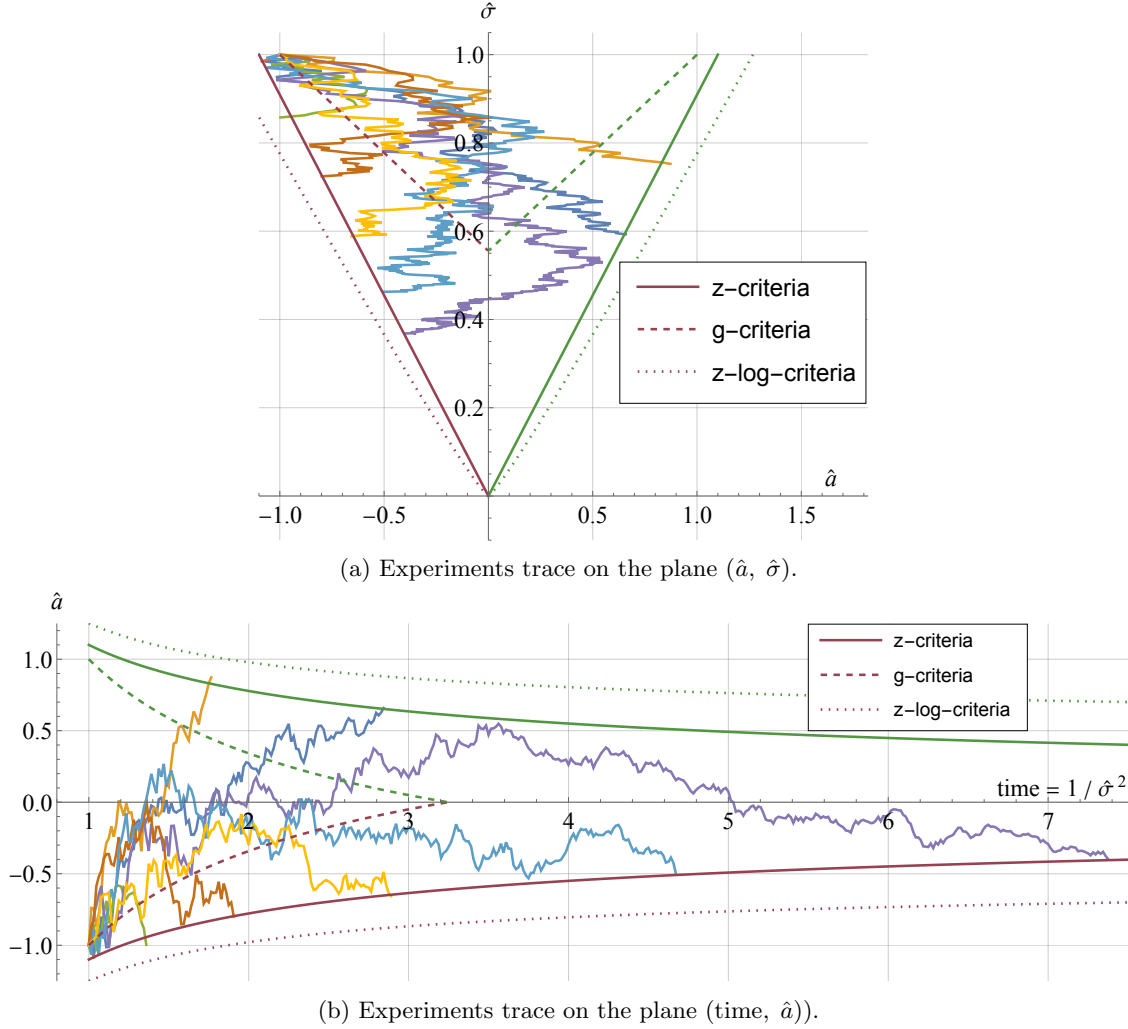 σ̂
1.0
0.8
0.6
0.4
0.2
z−criteria
g−criteria
z−log−criteria
â
−1.0 −0.5 0.0 0.5 1.0 1.5
(a) Experiments trace on the plane (â, σ̂).
â
1.0
0.5
0.0
−0.5
−1.0
z−criteria
g−criteria
z−log−criteria
time = 1 / σ̂ ²
1 2 3 4 5 6 7
(b) Experiments trace on the plane (time, â)).